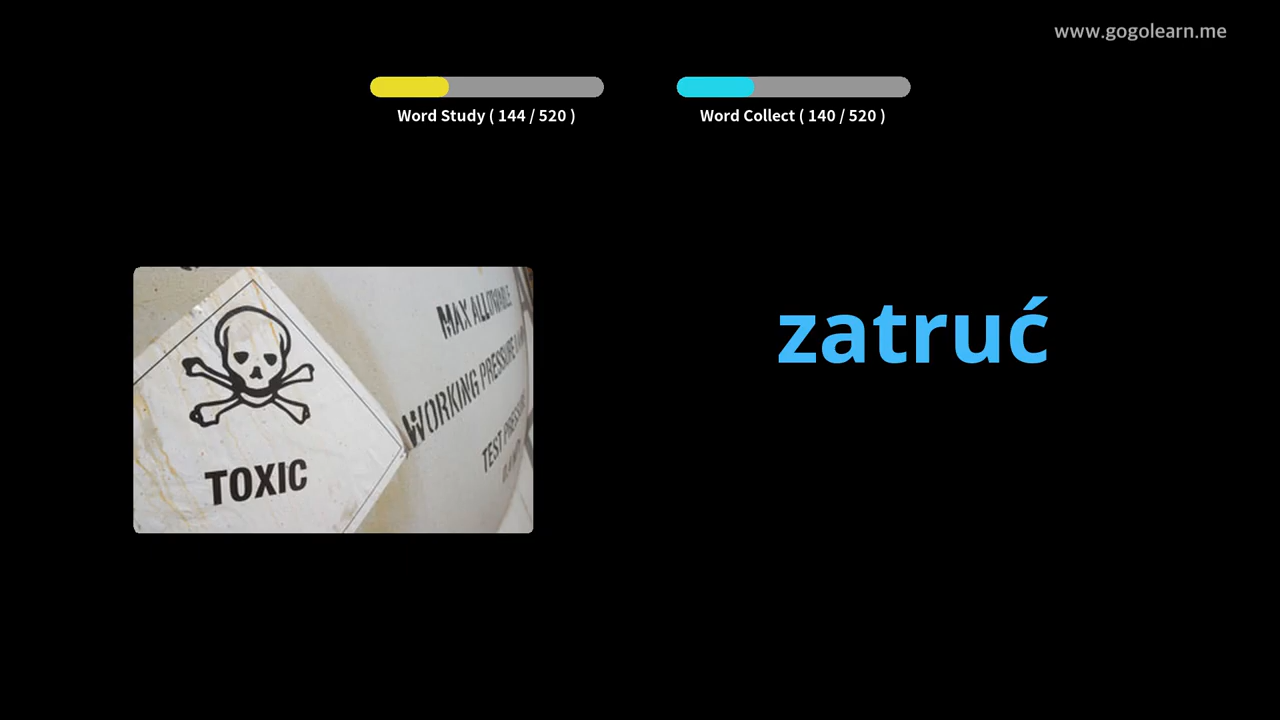 www.gogolearn.me
Word Study ( 144 / 520 )
Word Collect ( 140 / 520 )
zatruć
MAX ALLOWABLE
WORKING PRESSURE
TEST PRESSURE
TOXIC